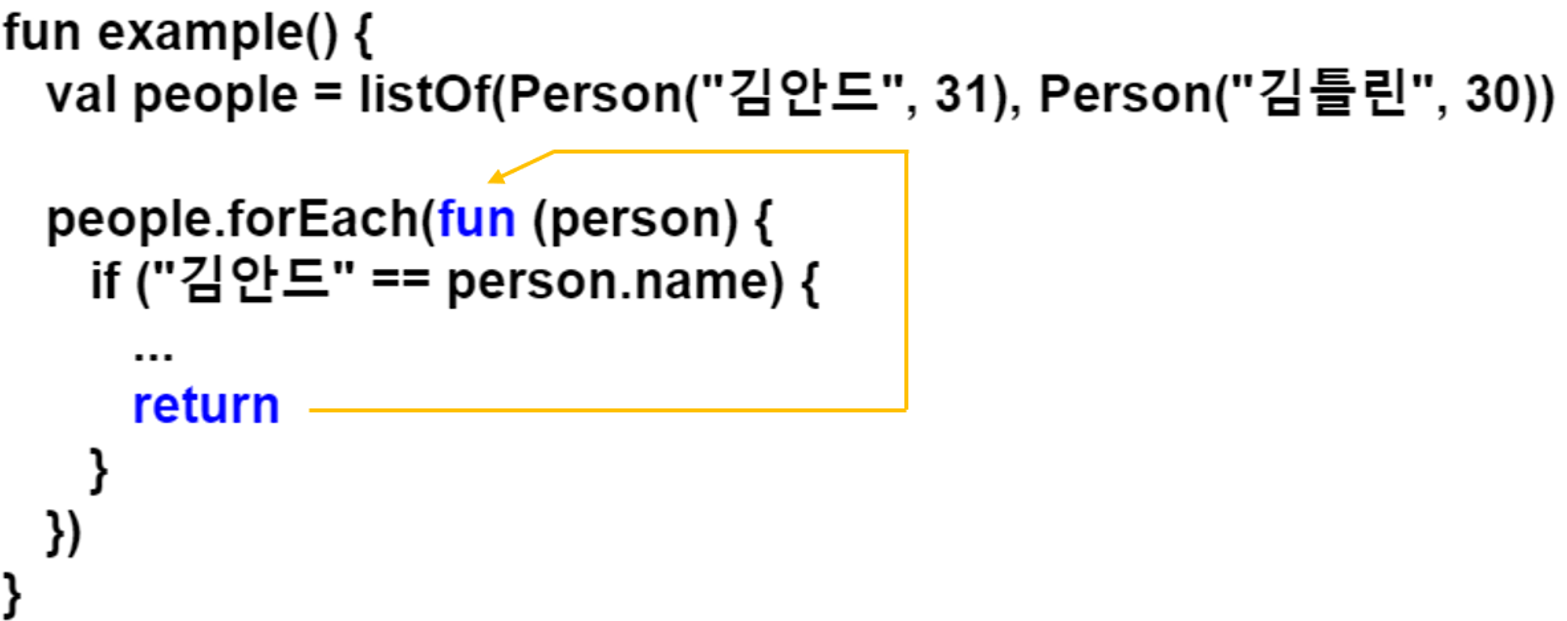 fun example() {
val people = listOf(Person("김안드", 31), Person("김틀린", 30))
people.forEach(fun (person) {
if ("김안드" == person.name) {
...
return
}
})
}